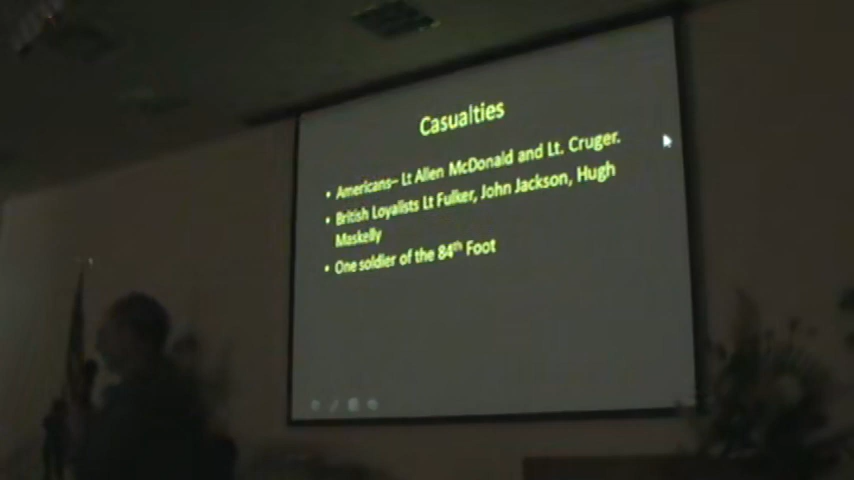 Casualties
• Americans– Lt Allen McDonald and Lt. Cruger.
• British Loyalists Lt Fulker, John Jackson, Hugh
Maskelly
• One soldier of the 84th Foot